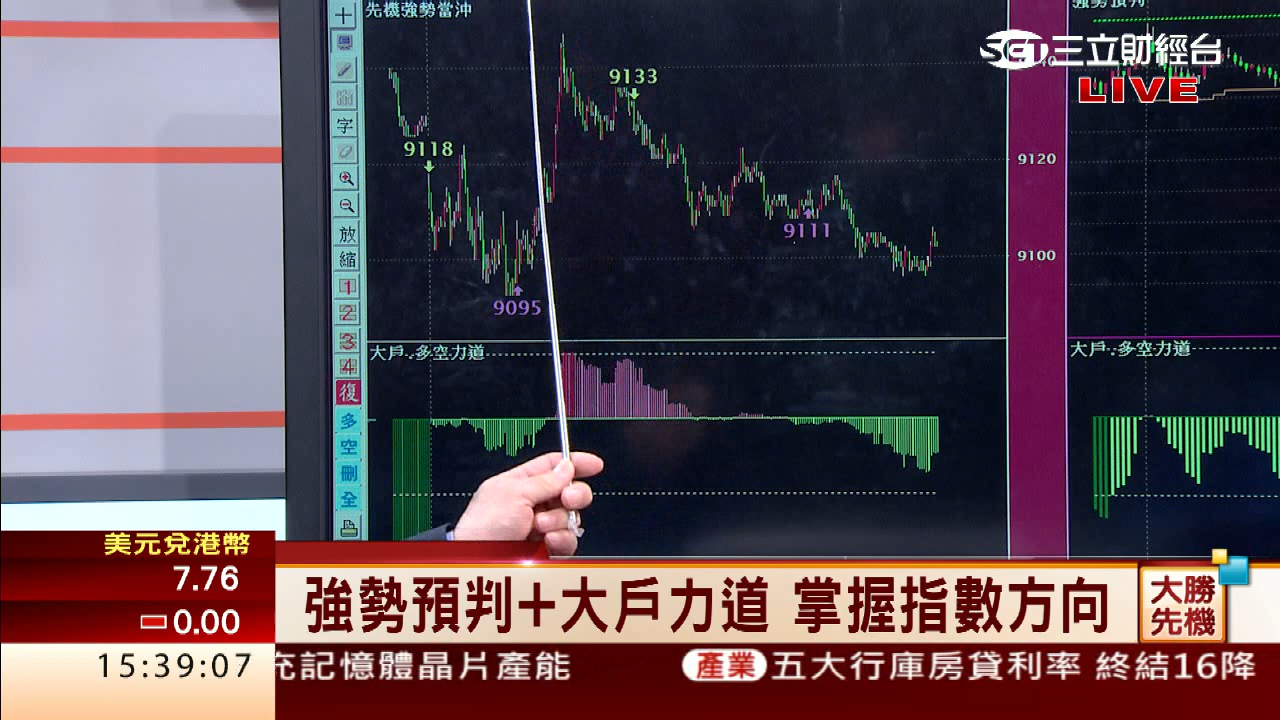 先機強勢當沖
強勢預判
SET三立財經台
LIVE
9133
9118
9120
9111
9100
9095
字
放
縮
1
2
3
4
復
多
空
刪
全
大戶.多空力道
大戶.多空力道
美元兌港幣
7.76
0.00
15:39:07
強勢預判+大戶力道 掌握指數方向
大勝
先機
充記憶體晶片產能
產業 五大行庫房貸利率 終結16降